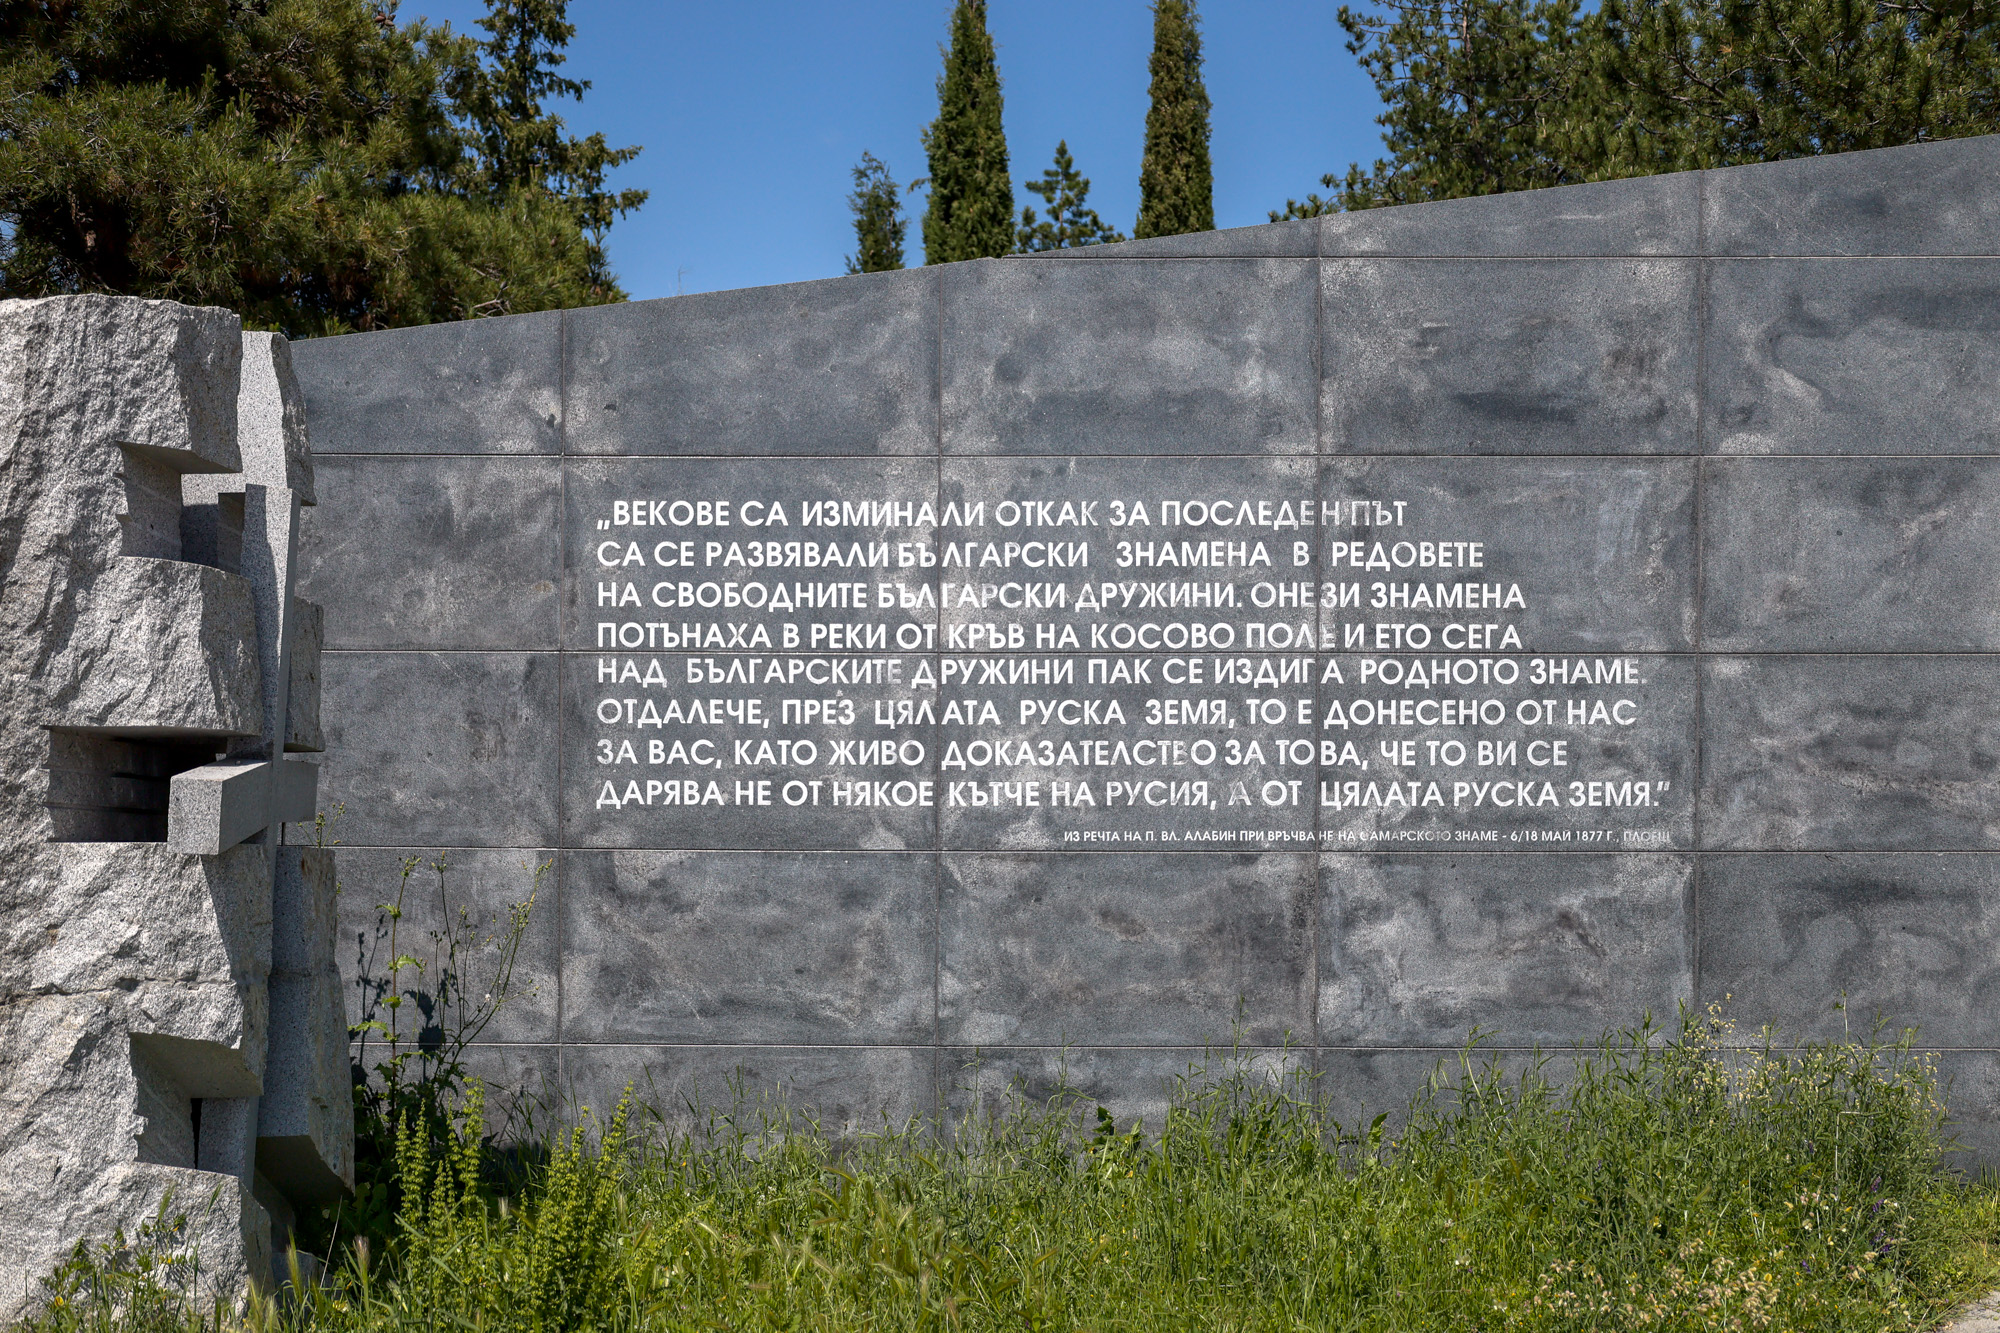 „ВЕКОВЕ СА ИЗМИНАЛИ ОТКАК ЗА ПОСЛЕДЕН ПЪТ
СА СЕ РАЗВЯВАЛИ БЪЛГАРСКИ ЗНАМЕНА В РЕДОВЕТЕ
НА СВОБОДНИТЕ БЪЛГАРСКИ ДРУЖИНИ. ОНЕЗИ ЗНАМЕНА
ПОТЪНАХА В РЕКИ ОТ КРЪВ НА КОСОВО ПОЛЕ И ЕТО СЕГА
НАД БЪЛГАРСКИТЕ ДРУЖИНИ ПАК СЕ ИЗДИГА РОДНОТО ЗНАМЕ.
ОТДАЛЕЧЕ, ПРЕЗ ЦЯЛАТА РУСКА ЗЕМЯ, ТО Е ДОНЕСЕНО ОТ НАС
ЗА ВАС, КАТО ЖИВО ДОКАЗАТЕЛСТВО ЗА ТОВА, ЧЕ ТО ВИ СЕ
ДАРЯВА НЕ ОТ НЯКОЕ КЪТЧЕ НА РУСИЯ, А ОТ ЦЯЛАТА РУСКА ЗЕМЯ.”
ИЗ РЕЧТА НА П. ВЛ. АЛАБИН ПРИ ВРЪЧВАНЕ НА САМАРСКОТО ЗНАМЕ - 6/18 МАЙ 1877 Г., ПЛОЕЩ